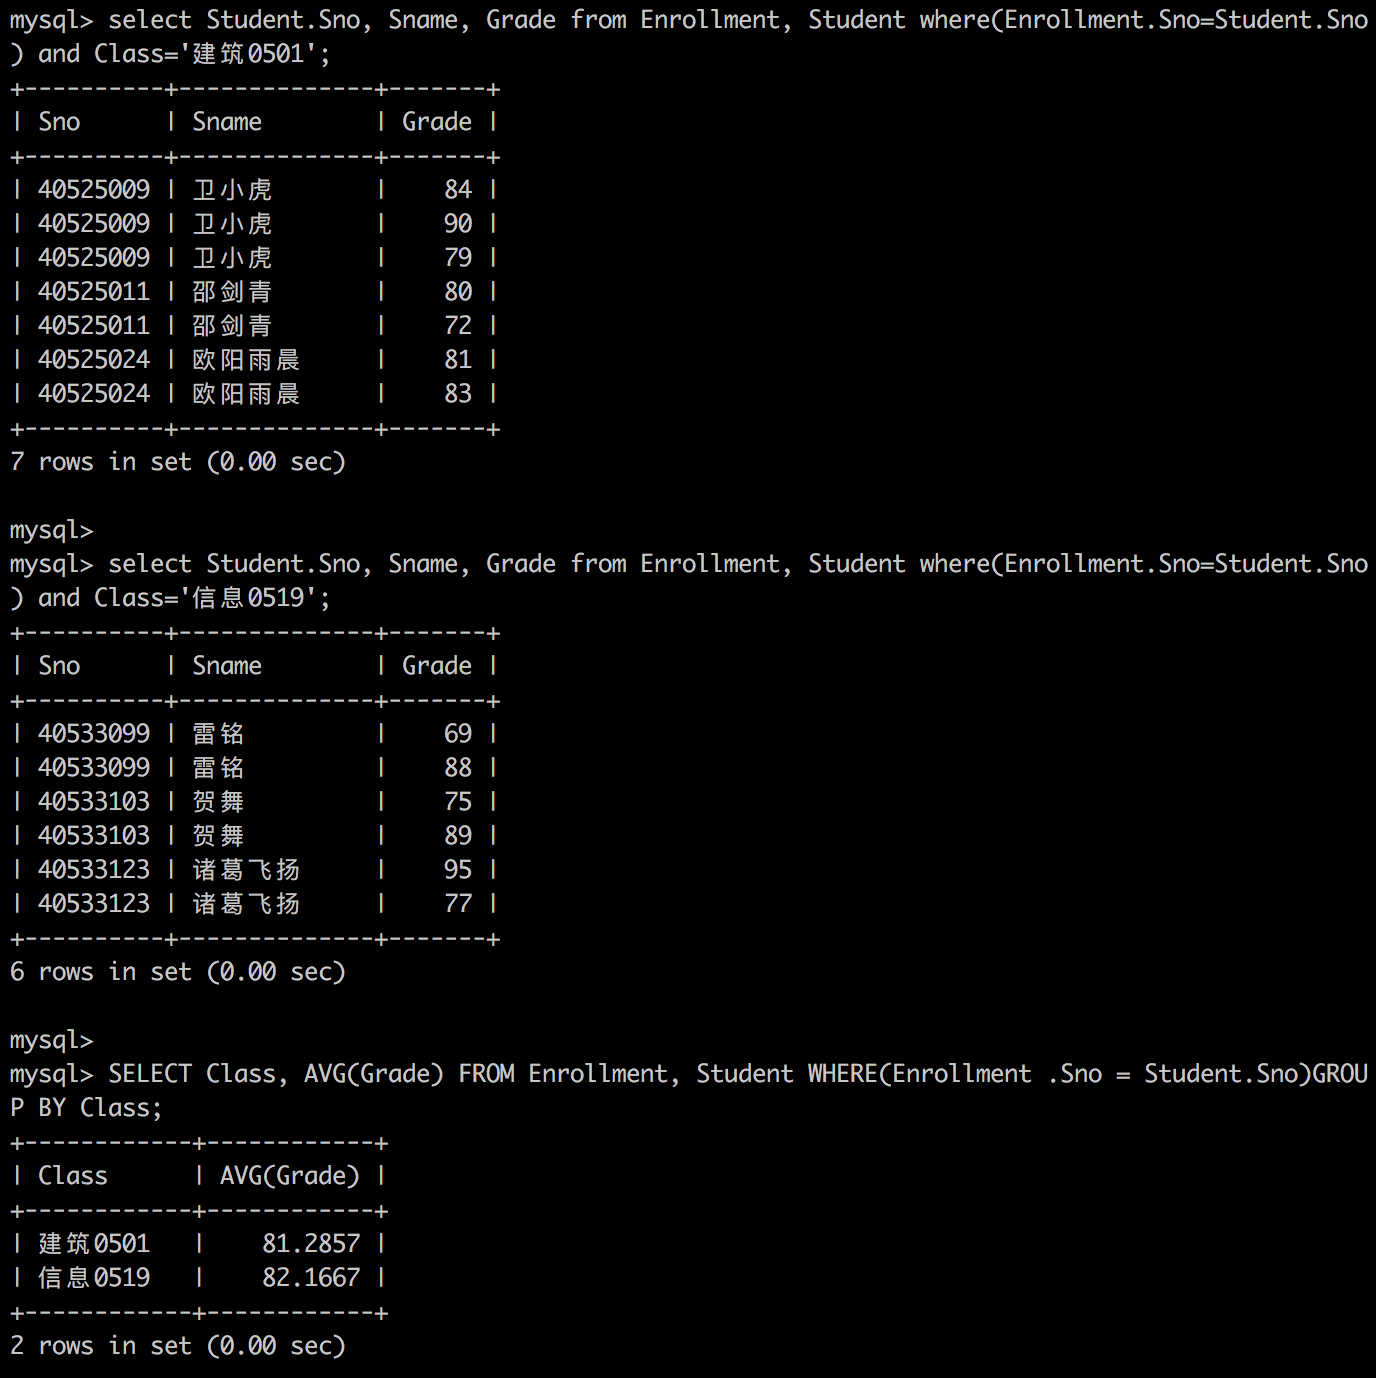 mysql> select Student.Sno, Sname, Grade from Enrollment, Student where(Enrollment.Sno=Student.Sno
) and Class='建筑0501';
+----------+--------------+-------+
| Sno      | Sname        | Grade |
+----------+--------------+-------+
| 40525009 | 卫小虎       |    84 |
| 40525009 | 卫小虎       |    90 |
| 40525009 | 卫小虎       |    79 |
| 40525011 | 邵剑青       |    80 |
| 40525011 | 邵剑青       |    72 |
| 40525024 | 欧阳雨晨     |    81 |
| 40525024 | 欧阳雨晨     |    83 |
+----------+--------------+-------+
7 rows in set (0.00 sec)
mysql>
mysql> select Student.Sno, Sname, Grade from Enrollment, Student where(Enrollment.Sno=Student.Sno
) and Class='信息0519';
+----------+--------------+-------+
| Sno      | Sname        | Grade |
+----------+--------------+-------+
| 40533099 | 雷铭         |    69 |
| 40533099 | 雷铭         |    88 |
| 40533103 | 贺舞         |    75 |
| 40533103 | 贺舞         |    89 |
| 40533123 | 诸葛飞扬     |    95 |
| 40533123 | 诸葛飞扬     |    77 |
+----------+--------------+-------+
6 rows in set (0.00 sec)
mysql>
mysql> SELECT Class, AVG(Grade) FROM Enrollment, Student WHERE(Enrollment .Sno = Student.Sno)GROU
P BY Class;
+------------+------------+
| Class      | AVG(Grade) |
+------------+------------+
| 建筑0501   |    81.2857 |
| 信息0519   |    82.1667 |
+------------+------------+
2 rows in set (0.00 sec)